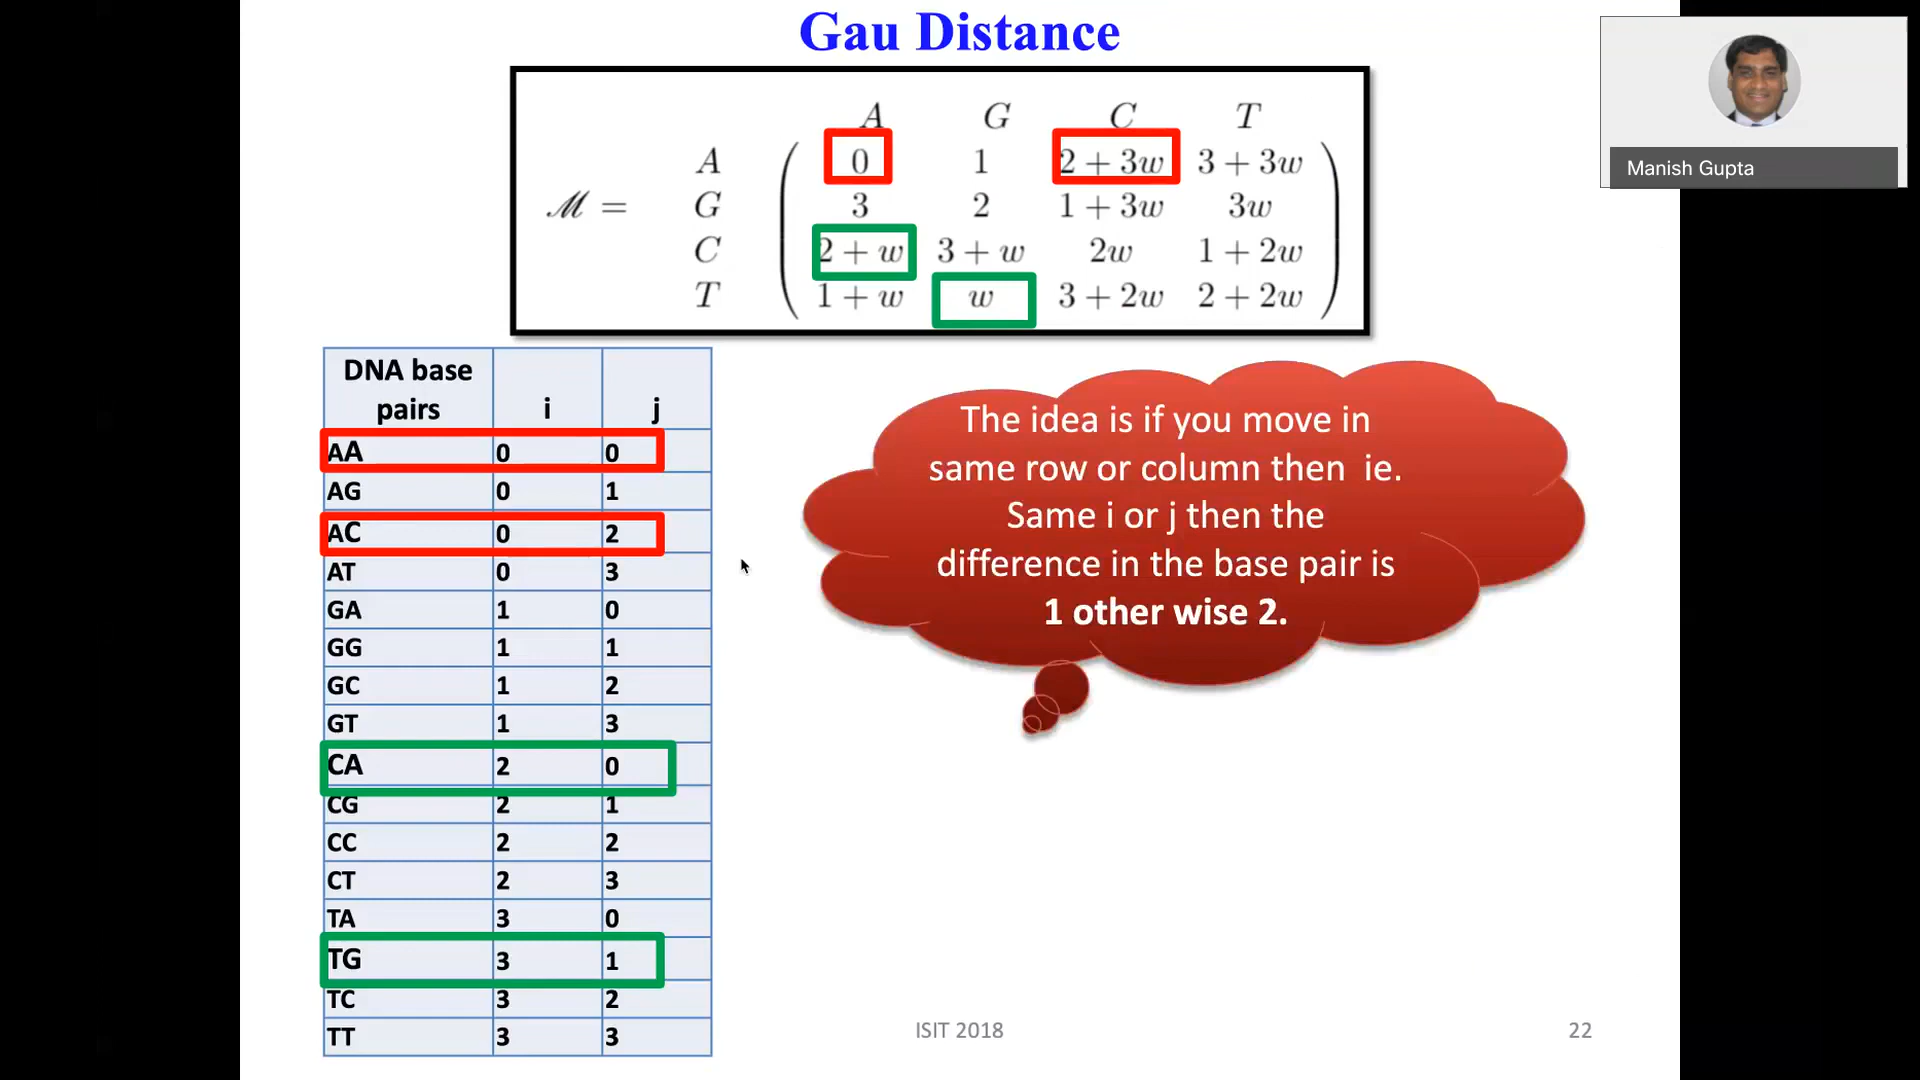 Gau Distance
Manish Gupta
A G C T
A 0 1 2 + 3w 3 + 3w
ℳ = G 3 2 1 + 3w 3w
C 2 + w 3 + w 2w 1 + 2w
T 1 + w w 3 + 2w 2 + 2w
DNA base
pairs i j
AA 0 0
AG 0 1
AC 0 2
AT 0 3
GA 1 0
GG 1 1
GC 1 2
GT 1 3
CA 2 0
CG 2 1
CC 2 2
CT 2 3
TA 3 0
TG 3 1
TC 3 2
TT 3 3
The idea is if you move in
same row or column then ie.
Same i or j then the
difference in the base pair is
1 other wise 2.
ISIT 2018
22